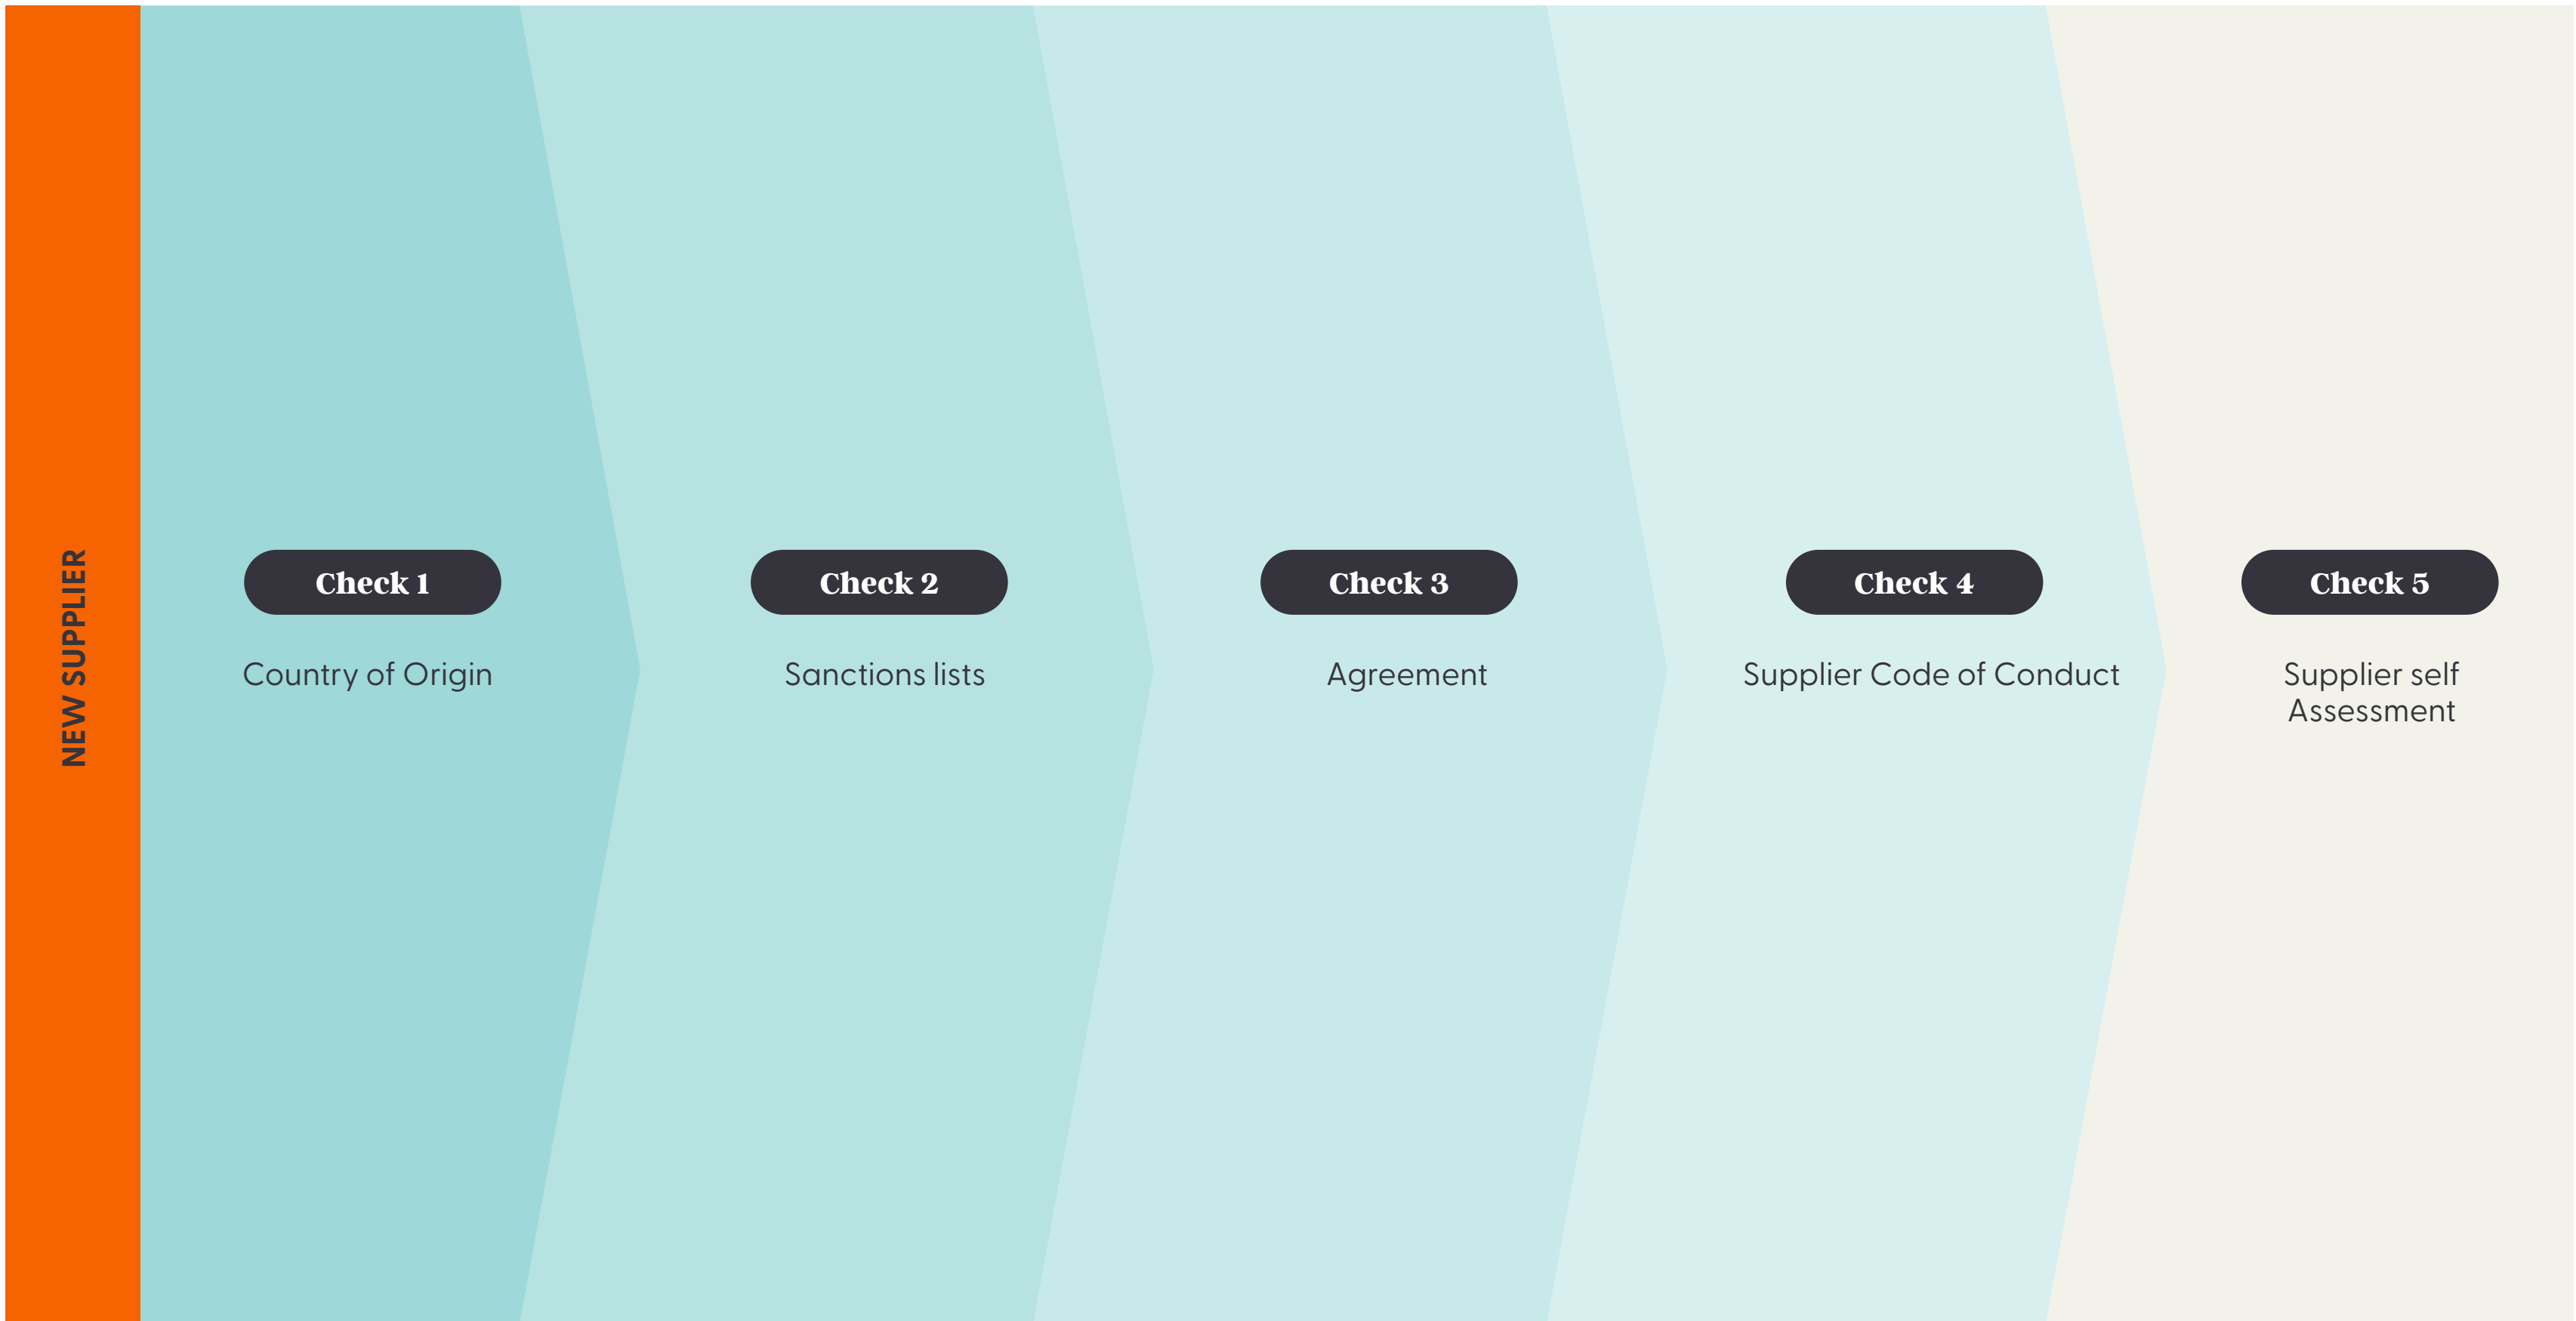 NEW SUPPLIER
Check 1
Country of Origin
Check 2
Sanctions lists
Check 3
Agreement
Check 4
Supplier Code of Conduct
Check 5
Supplier self
Assessment